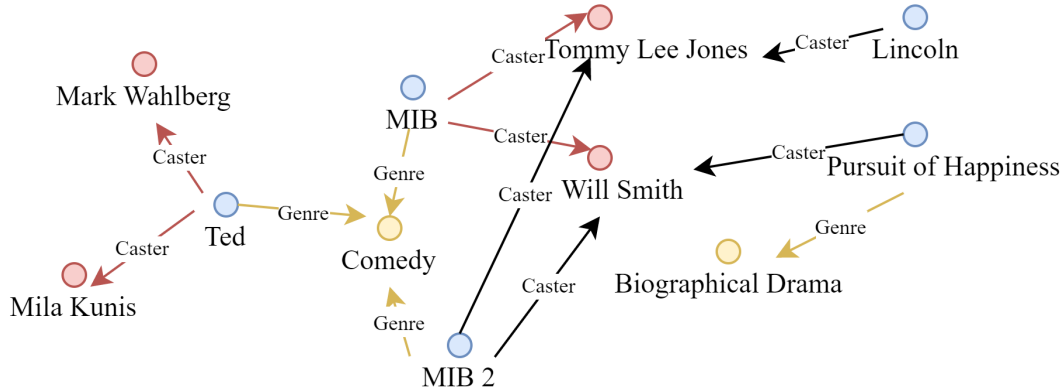 Caster
Tommy Lee Jones
Caster
Lincoln
Mark Wahlberg
MIB
Caster
Caster
Caster
Pursuit of Happiness
Genre
Caster
Will Smith
Genre
Genre
Ted
Caster
Comedy
Biographical Drama
Mila Kunis
Caster
Genre
MIB 2